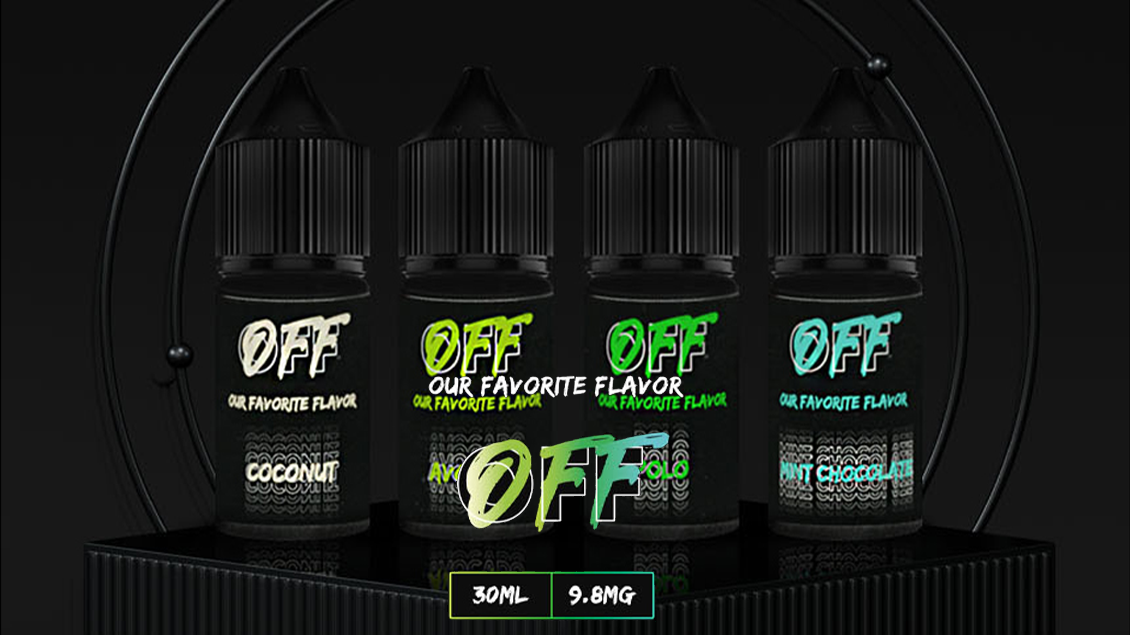 OFF
OUR FAVORITE FLAVOR
COCONUT
OFF
OUR FAVORITE FLAVOR
OFF
OUR FAVORITE FLAVOR
OFF
OUR FAVORITE FLAVOR
MINT CHOCOLATE
OUR FAVORITE FLAVOR
OFF
30ML
9.8MG